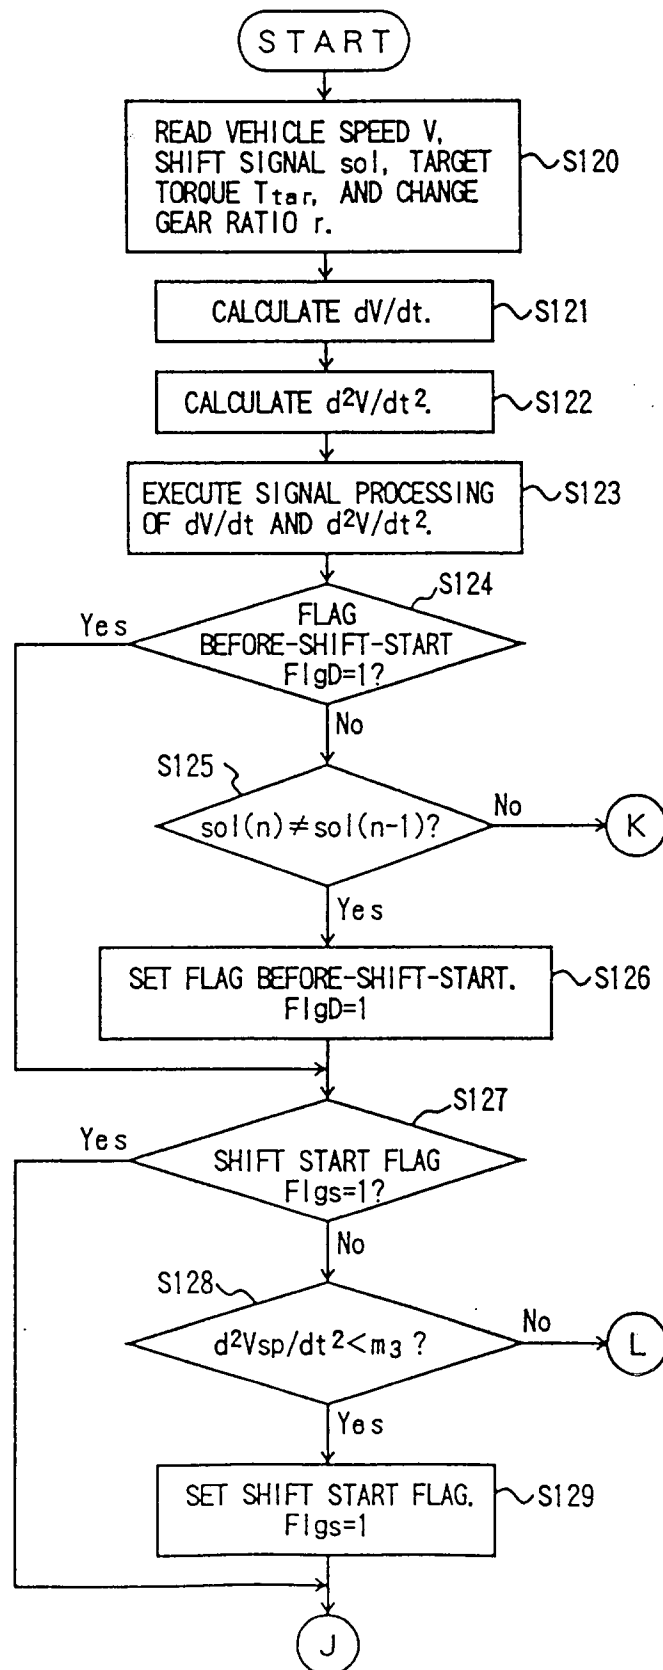 START
READ VEHICLE SPEED V,
SHIFT SIGNAL sol, TARGET
TORQUE Ttar, AND CHANGE
GEAR RATIO r.
S120
CALCULATE dV/dt.
S121
CALCULATE d²V/dt².
S122
EXECUTE SIGNAL PROCESSING
OF dV/dt AND d²V/dt².
S123
S124
Yes
FLAG
BEFORE-SHIFT-START
FlgD=1?
No
S125
sol(n)≠sol(n-1)?
No
K
Yes
SET FLAG BEFORE-SHIFT-START.
FlgD=1
S126
S127
Yes
SHIFT START FLAG
Flgs=1?
No
S128
d²Vsp/dt²<m3 ?
No
L
Yes
SET SHIFT START FLAG.
Flgs=1
S129
J